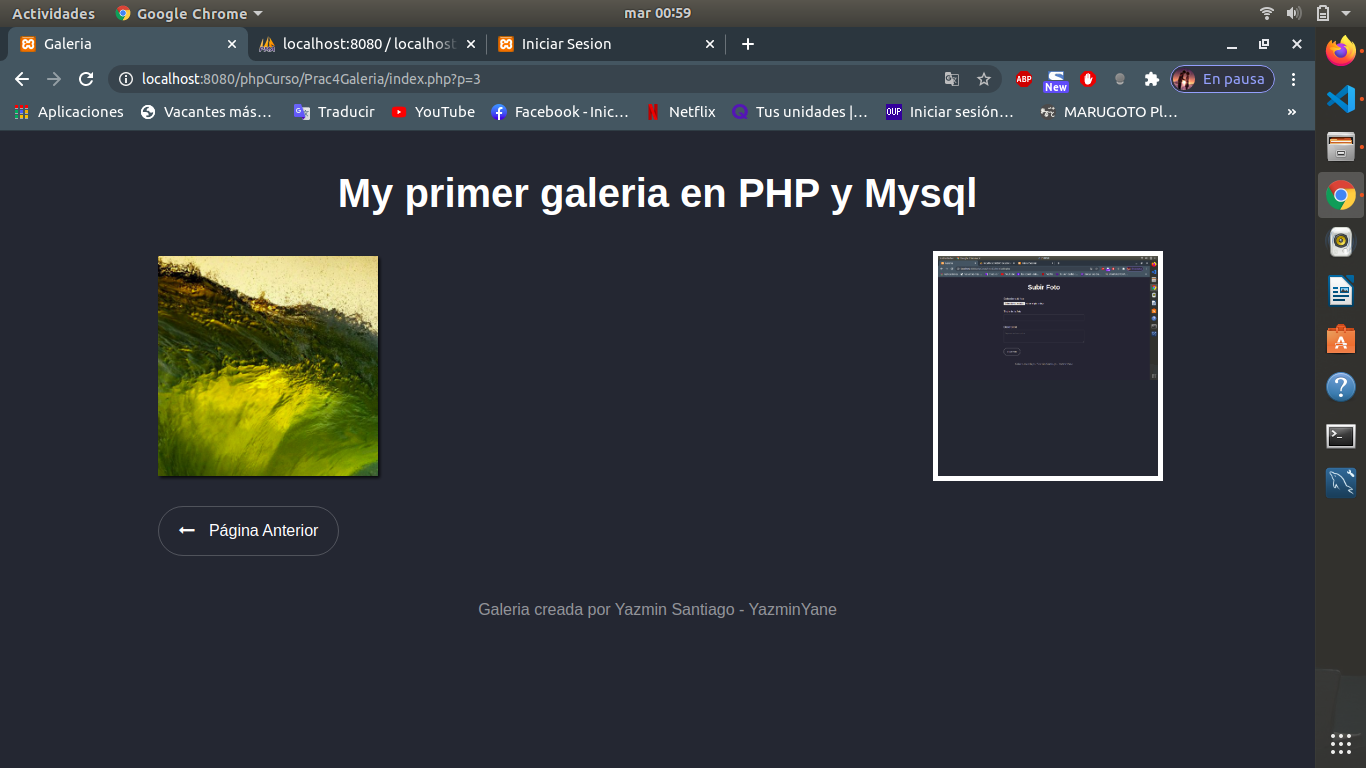 Actividades Google Chrome mar 00:59
Galeria localhost:8080 / localhost Iniciar Sesion
localhost:8080/phpCurso/Prac4Galeria/index.php?p=3 ABP New En pausa
Aplicaciones Vacantes más… Traducir YouTube Facebook - Inic… Netflix Tus unidades |… OUP Iniciar sesión… MARUGOTO Pl… »
My primer galeria en PHP y Mysql
Subir Foto
Página Anterior
Galeria creada por Yazmin Santiago - YazminYane